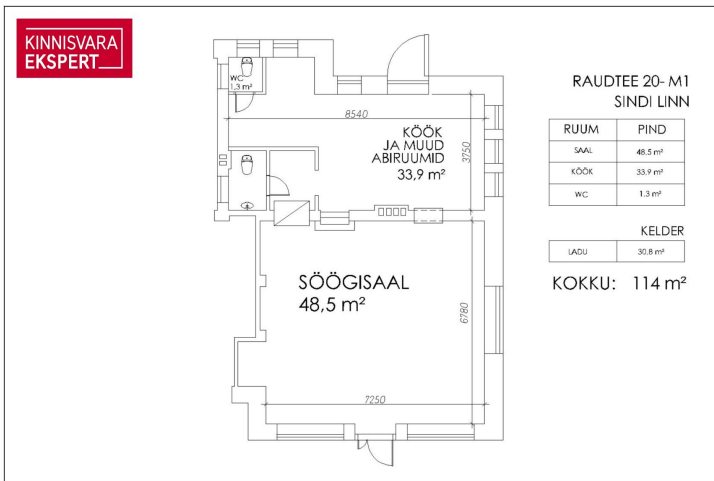 KINNISVARA
EKSPERT
WC
1,3 m²
8540
KÖÖK
JA MUUD
ABIRUUMID
33,9 m²
3750
SÖÖGISAAL
48,5 m²
6780
7250
RAUDTEE 20- M1
SINDI LINN
RUUM PIND
SAAL 48,5 m²
KÖÖK 33,9 m²
WC 1,3 m²
KELDER
LADU 30,8 m²
KOKKU: 114 m²